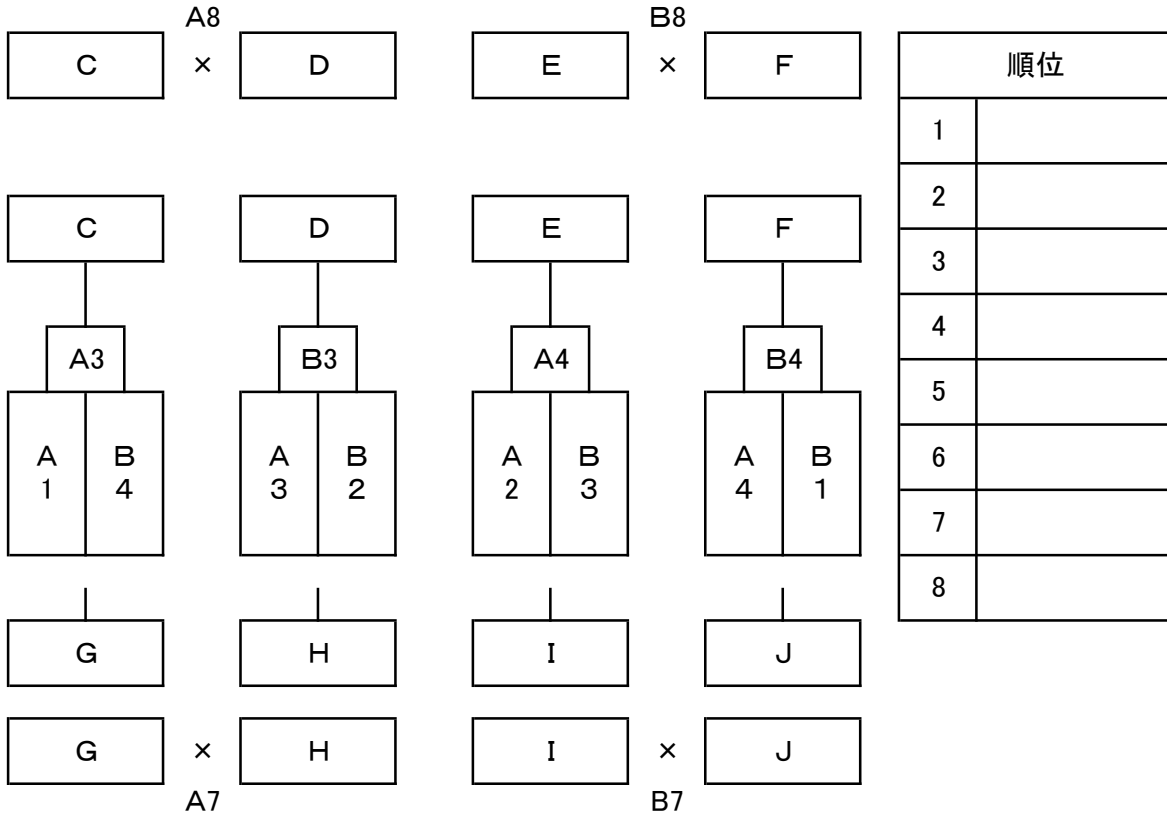 A8 B8
C × D E × F 順位
1
2
C D E F
3
A3 B3 A4 B4
4
5
A B A B A B A B
1 4 3 2 2 3 4 1
6
7
8
G H I J
G × H I × J
A7 B7